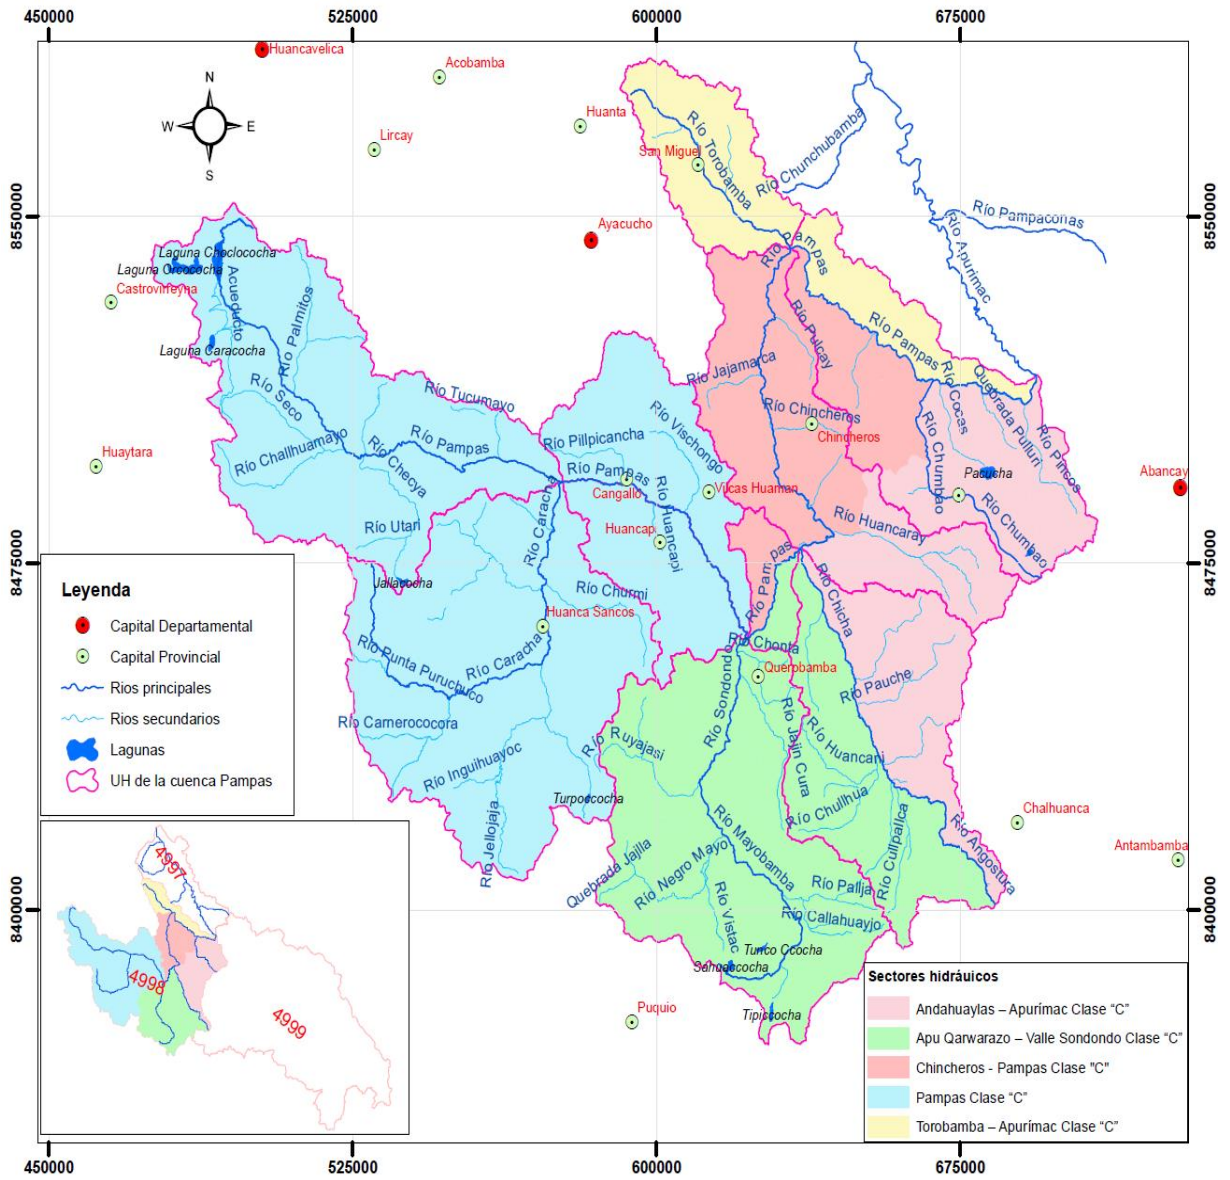 450000
525000
600000
675000
8550000
8475000
8400000
8550000
8475000
8400000
450000
525000
600000
675000
N
W
E
S
Huancavelica
Acobamba
Lircay
Huanta
San Miguel
Ayacucho
Castrovirreyna
Huaytara
Cangallo
Vilcas Huaman
Huancapi
Huanca Sancos
Chincheros
Querobamba
Abancay
Chalhuanca
Antambamba
Puquio
Río Torobamba
Río Chunchubamba
Río Pampaconas
Río Apurimac
Río Pampas
Río Pulcay
Río Pampas
Río Jajamarca
Río Chincheros
Río Cocas
Quebrada Pulluri
Río Pincos
Río Chumbao
Pacucha
Río Chumbao
Río Huancaray
Laguna Choclococha
Laguna Orcococha
Acueducto
Río Palmitos
Laguna Caracocha
Río Seco
Río Challhuamayo
Río Tucumayo
Río Pampas
Río Checya
Río Utari
Río Pillpicancha
Río Vischongo
Río Pampas
Río Huancapi
Río Caracha
Jallacocha
Río Churmi
Río Caracha
Río Punta Puruchuco
Río Camerococora
Río Inguihuayoc
Río Jellojaja
Turpoccocha
Río Ruyajasi
Río Pampas
Río Chonta
Río Chicha
Río Sondondo
Río Pauche
Río Jajin Cura
Río Huancani
Río Chullhua
Río Cullpallca
Río Angostura
Río Mayobamba
Río Negro Mayo
Quebrada Jajlla
Río Vistac
Río Pallja
Río Callahuayjo
Tunco Ccocha
Sahuaccocha
Tipiccocha
Leyenda
Capital Departamental
Capital Provincial
Rios principales
Rios secundarios
Lagunas
UH de la cuenca Pampas
4997
4998
4999
Sectores hidráuicos
Andahuaylas – Apurímac Clase “C”
Apu Qarwarazo – Valle Sondondo Clase “C”
Chincheros - Pampas Clase "C"
Pampas Clase “C”
Torobamba – Apurímac Clase “C”